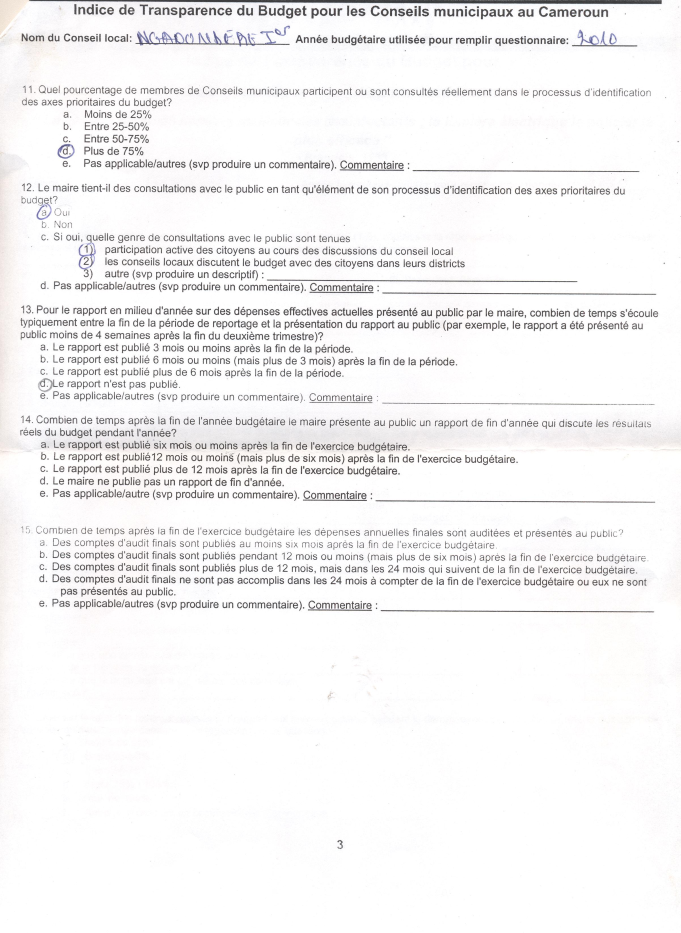 Indice de Transparence du Budget pour les Conseils municipaux au Cameroun
Nom du Conseil local: NGAOUNDÉRÉ Ier Année budgétaire utilisée pour remplir questionnaire: 2010
11. Quel pourcentage de membres de Conseils municipaux participent ou sont consultés réellement dans le processus d'identification
des axes prioritaires du budget?
a. Moins de 25%
b. Entre 25-50%
c. Entre 50-75%
d. Plus de 75%
e. Pas applicable/autres (svp produire un commentaire). Commentaire :
12. Le maire tient-il des consultations avec le public en tant qu'élément de son processus d'identification des axes prioritaires du
budget?
a. Oui
b. Non
c. Si oui, quelle genre de consultations avec le public sont tenues
1) participation active des citoyens au cours des discussions du conseil local
2) les conseils locaux discutent le budget avec des citoyens dans leurs districts
3) autre (svp produire un descriptif) :
d. Pas applicable/autres (svp produire un commentaire). Commentaire :
13. Pour le rapport en milieu d'année sur des dépenses effectives actuelles présenté au public par le maire, combien de temps s'écoule
typiquement entre la fin de la période de reportage et la présentation du rapport au public (par exemple, le rapport a été présenté au
public moins de 4 semaines après la fin du deuxième trimestre)?
a. Le rapport est publié 3 mois ou moins après la fin de la période.
b. Le rapport est publié 6 mois ou moins (mais plus de 3 mois) après la fin de la période.
c. Le rapport est publié plus de 6 mois après la fin de la période.
d. Le rapport n'est pas publié.
e. Pas applicable/autres (svp produire un commentaire). Commentaire :
14. Combien de temps après la fin de l'année budgétaire le maire présente au public un rapport de fin d'année qui discute les résultats
réels du budget pendant l'année?
a. Le rapport est publié six mois ou moins après la fin de l'exercice budgétaire.
b. Le rapport est publié12 mois ou moins (mais plus de six mois) après la fin de l'exercice budgétaire.
c. Le rapport est publié plus de 12 mois après la fin de l'exercice budgétaire.
d. Le maire ne publie pas un rapport de fin d'année.
e. Pas applicable/autre (svp produire un commentaire). Commentaire :
15. Combien de temps après la fin de l'exercice budgétaire les dépenses annuelles finales sont auditées et présentés au public?
a. Des comptes d'audit finals sont publiés au moins six mois après la fin de l'exercice budgétaire.
b. Des comptes d'audit finals sont publiés pendant 12 mois ou moins (mais plus de six mois) après la fin de l'exercice budgétaire.
c. Des comptes d'audit finals sont publiés plus de 12 mois, mais dans les 24 mois qui suivent de la fin de l'exercice budgétaire.
d. Des comptes d'audit finals ne sont pas accomplis dans les 24 mois à compter de la fin de l'exercice budgétaire ou eux ne sont
pas présentés au public.
e. Pas applicable/autres (svp produire un commentaire). Commentaire :
3